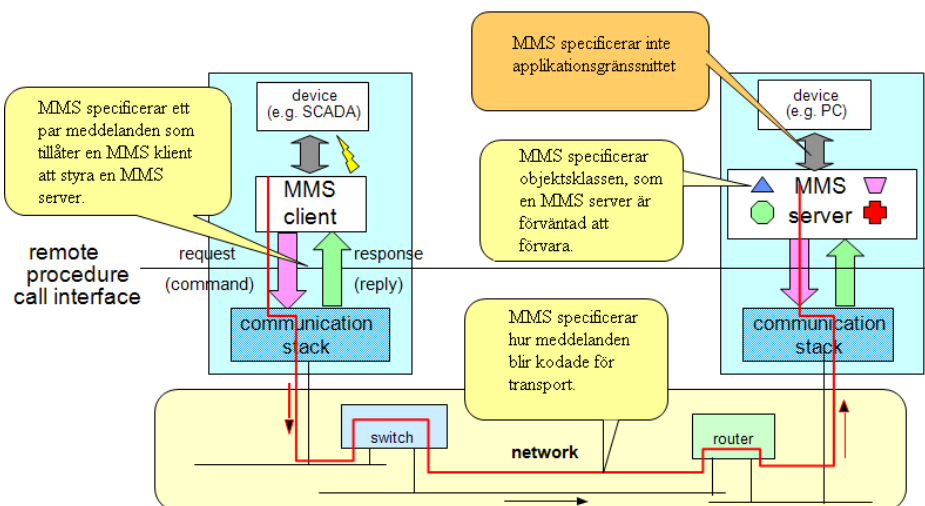 MMS specificerar inte
applikationsgränssnittet
device
(e.g. SCADA)
device
(e.g. PC)
MMS specificerar ett
par meddelanden som
tillåter en MMS klient
att styra en MMS
server.
MMS specificerar
objektsklassen, som
en MMS server är
förväntad att
förvara.
MMS
client
MMS
server
remote
procedure
call interface
request
(command)
response
(reply)
communication
stack
communication
stack
MMS specificerar
hur meddelanden
blir kodade för
transport.
switch
network
router